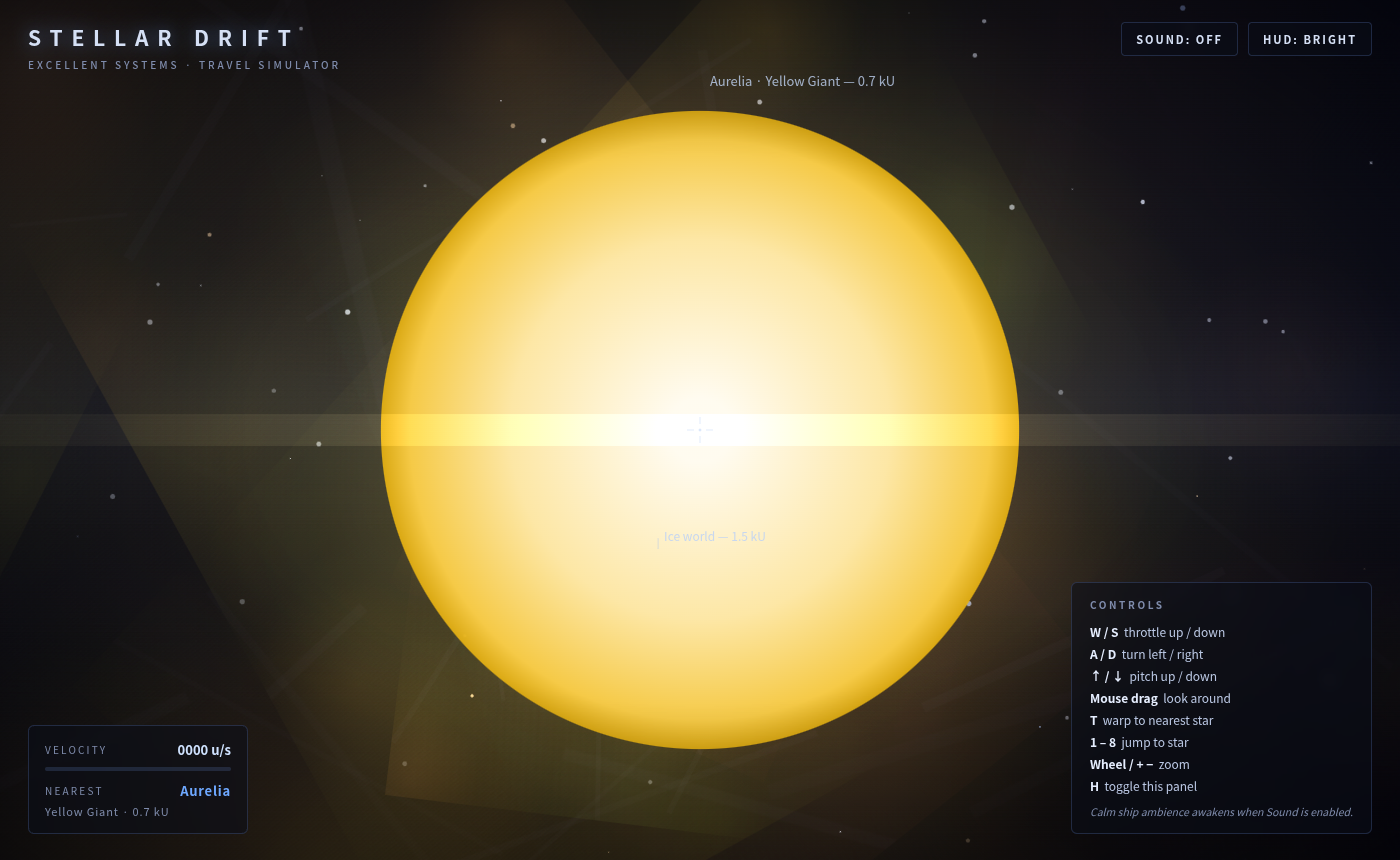 STELLAR DRIFT
EXCELLENT SYSTEMS · TRAVEL SIMULATOR
SOUND: OFF
HUD: BRIGHT
Aurelia · Yellow Giant — 0.7 kU
Ice world — 1.5 kU
VELOCITY 0000 u/s
NEAREST Aurelia
Yellow Giant · 0.7 kU
CONTROLS
W / S throttle up / down
A / D turn left / right
↑ / ↓ pitch up / down
Mouse drag look around
T warp to nearest star
1 – 8 jump to star
Wheel / + − zoom
H toggle this panel
Calm ship ambience awakens when Sound is enabled.